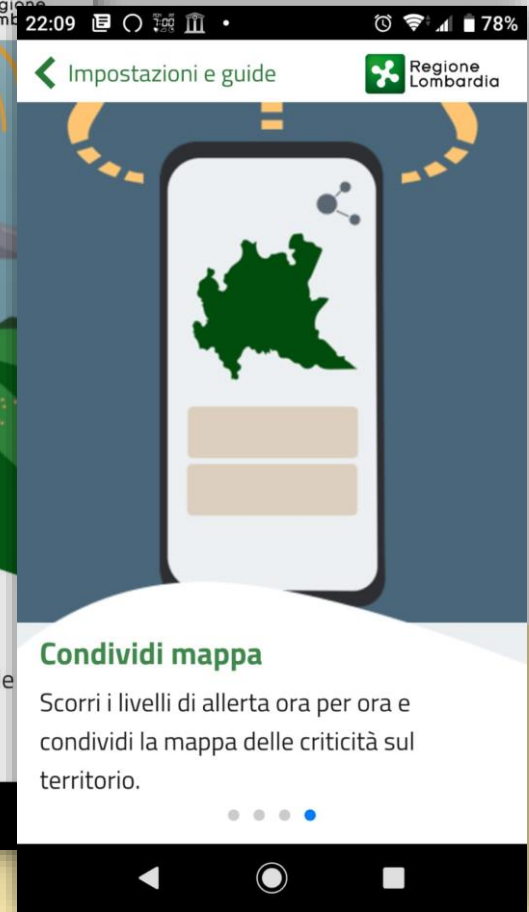 22:09
78%
Impostazioni e guide
Regione
Lombardia
Condividi mappa
Scorri i livelli di allerta ora per ora e
condividi la mappa delle criticità sul
territorio.